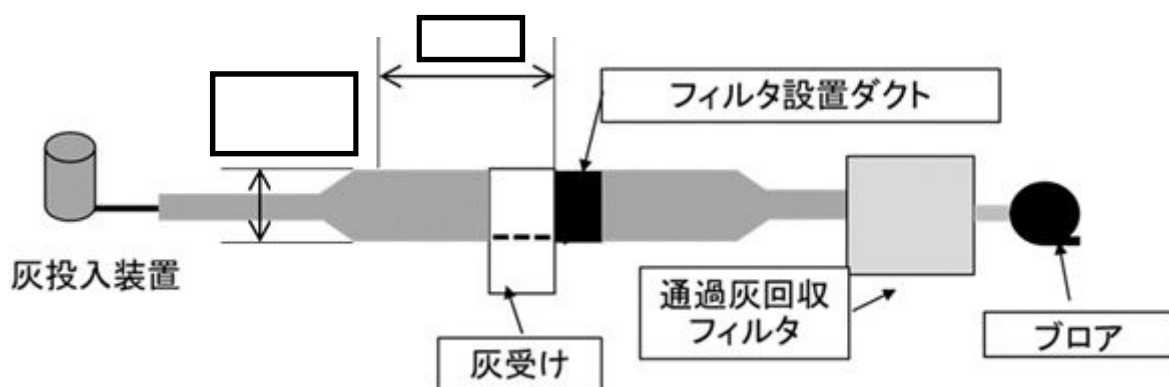 フィルタ設置ダクト
灰投入装置
灰受け
通過灰回収
フィルタ
ブロア